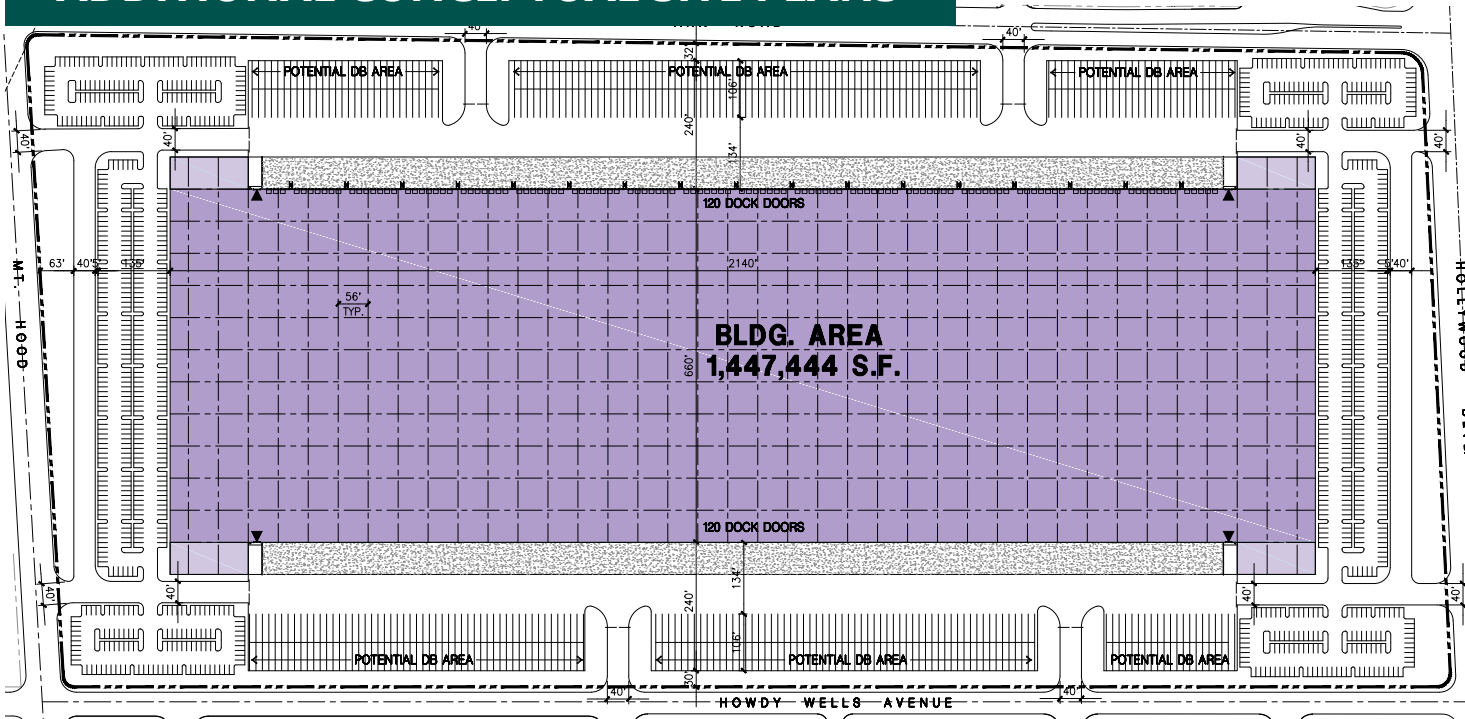 40'
40'
32'
POTENTIAL DB AREA
POTENTIAL DB AREA
POTENTIAL DB AREA
106'
240'
134'
40'
40'
40'
40'
120 DOCK DOORS
63'
40'
5'
135'
2140'
135'
5'
40'
56'
TYP.
MT. HOOD
BLDG. AREA
1,447,444 S.F.
660'
120 DOCK DOORS
134'
240'
106'
40'
40'
40'
40'
POTENTIAL DB AREA
POTENTIAL DB AREA
POTENTIAL DB AREA
30'
40'
40'
HOWDY WELLS AVENUE